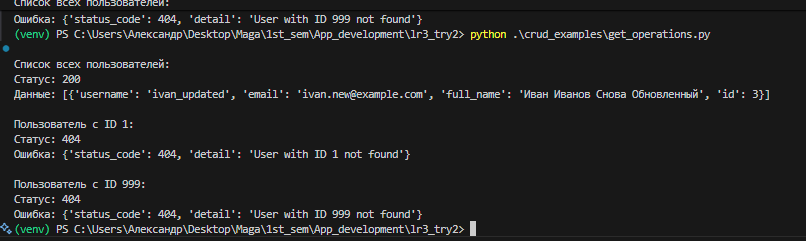 Список всех пользователей:
Ошибка: {'status_code': 404, 'detail': 'User with ID 999 not found'}
(venv) PS C:\Users\Александр\Desktop\Maga\1st_sem\App_development\lr3_try2> python .\crud_examples\get_operations.py
Список всех пользователей:
Статус: 200
Данные: [{'username': 'ivan_updated', 'email': 'ivan.new@example.com', 'full_name': 'Иван Иванов Снова Обновленный', 'id': 3}]
Пользователь с ID 1:
Статус: 404
Ошибка: {'status_code': 404, 'detail': 'User with ID 1 not found'}
Пользователь с ID 999:
Статус: 404
Ошибка: {'status_code': 404, 'detail': 'User with ID 999 not found'}
(venv) PS C:\Users\Александр\Desktop\Maga\1st_sem\App_development\lr3_try2>